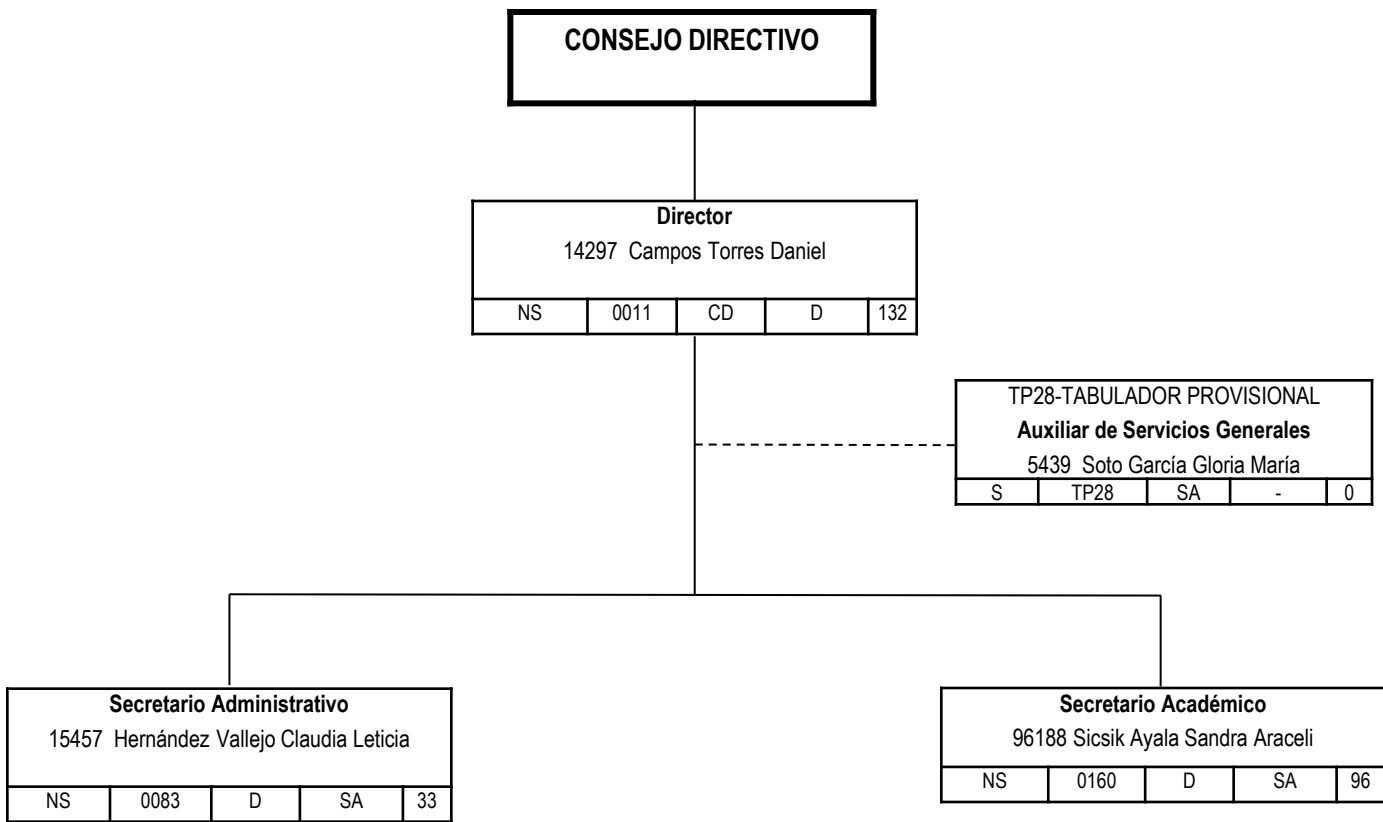 CONSEJO DIRECTIVO
Director
14297 Campos Torres Daniel
NS 0011 CD D 132
TP28-TABULADOR PROVISIONAL
Auxiliar de Servicios Generales
5439 Soto García Gloria María
S TP28 SA - 0
Secretario Administrativo
15457 Hernández Vallejo Claudia Leticia
NS 0083 D SA 33
Secretario Académico
96188 Sicsik Ayala Sandra Araceli
NS 0160 D SA 96